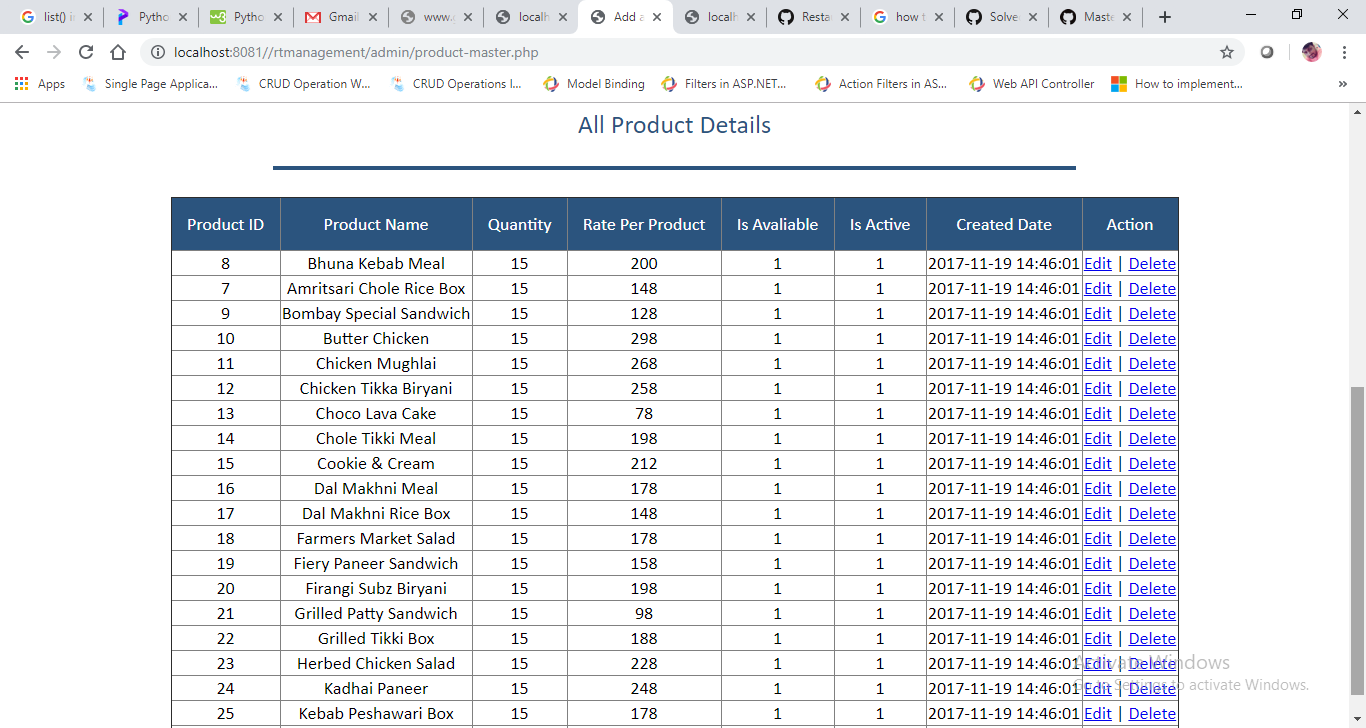 list() i
Pytho
Pytho
Gmail
www.
localh
Add a
localh
Resta
how t
Solve
Maste
localhost:8081//rtmanagement/admin/product-master.php
Apps
Single Page Applica...
CRUD Operation W...
CRUD Operations I...
Model Binding
Filters in ASP.NET...
Action Filters in AS...
Web API Controller
How to implement...
»
All Product Details
Product ID Product Name Quantity Rate Per Product Is Avaliable Is Active Created Date Action
8 Bhuna Kebab Meal 15 200 1 1 2017-11-19 14:46:01 Edit | Delete
7 Amritsari Chole Rice Box 15 148 1 1 2017-11-19 14:46:01 Edit | Delete
9 Bombay Special Sandwich 15 128 1 1 2017-11-19 14:46:01 Edit | Delete
10 Butter Chicken 15 298 1 1 2017-11-19 14:46:01 Edit | Delete
11 Chicken Mughlai 15 268 1 1 2017-11-19 14:46:01 Edit | Delete
12 Chicken Tikka Biryani 15 258 1 1 2017-11-19 14:46:01 Edit | Delete
13 Choco Lava Cake 15 78 1 1 2017-11-19 14:46:01 Edit | Delete
14 Chole Tikki Meal 15 198 1 1 2017-11-19 14:46:01 Edit | Delete
15 Cookie & Cream 15 212 1 1 2017-11-19 14:46:01 Edit | Delete
16 Dal Makhni Meal 15 178 1 1 2017-11-19 14:46:01 Edit | Delete
17 Dal Makhni Rice Box 15 148 1 1 2017-11-19 14:46:01 Edit | Delete
18 Farmers Market Salad 15 178 1 1 2017-11-19 14:46:01 Edit | Delete
19 Fiery Paneer Sandwich 15 158 1 1 2017-11-19 14:46:01 Edit | Delete
20 Firangi Subz Biryani 15 198 1 1 2017-11-19 14:46:01 Edit | Delete
21 Grilled Patty Sandwich 15 98 1 1 2017-11-19 14:46:01 Edit | Delete
22 Grilled Tikki Box 15 188 1 1 2017-11-19 14:46:01 Edit | Delete
23 Herbed Chicken Salad 15 228 1 1 2017-11-19 14:46:01 Edit | Delete
24 Kadhai Paneer 15 248 1 1 2017-11-19 14:46:01 Edit | Delete
25 Kebab Peshawari Box 15 178 1 1 2017-11-19 14:46:01 Edit | Delete
Activate Windows
Go to Settings to activate Windows.